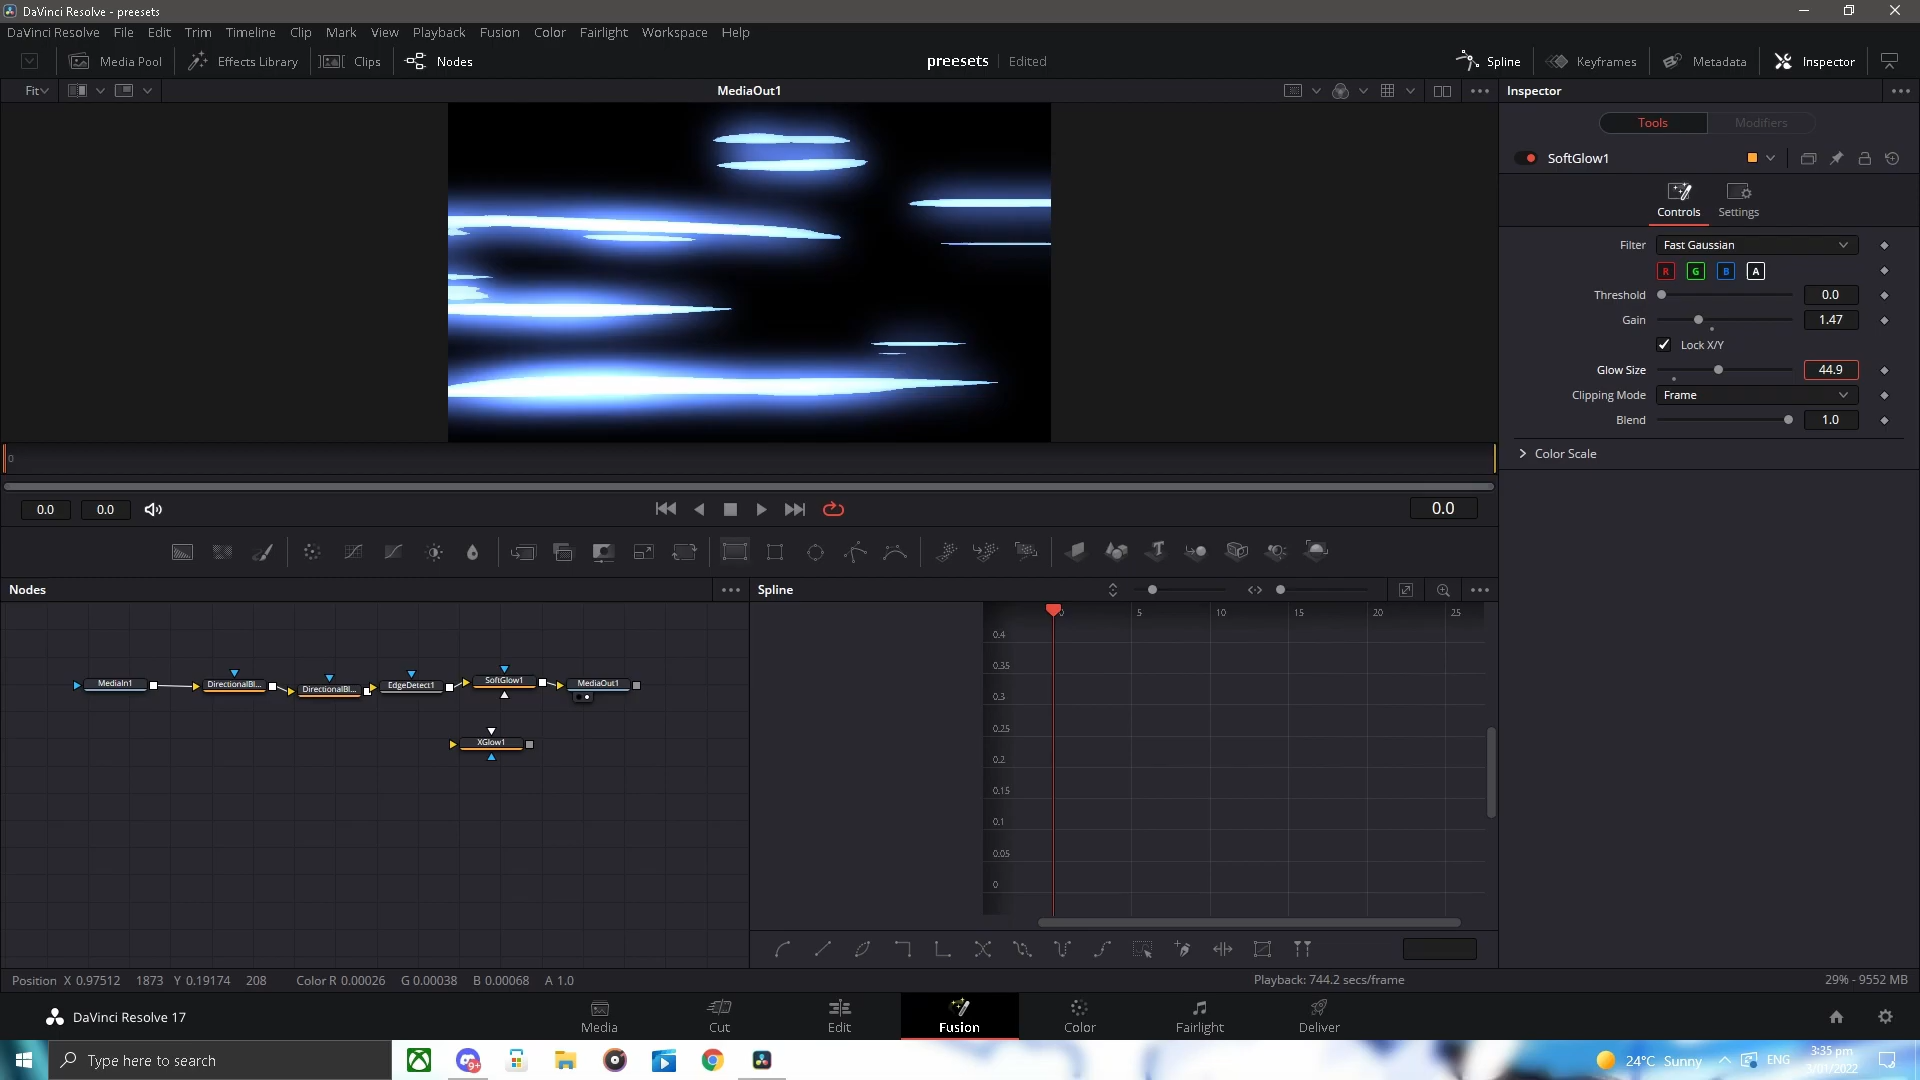 DaVinci Resolve - preesets
DaVinci Resolve File Edit Trim Timeline Clip Mark View Playback Fusion Color Fairlight Workspace Help
Media Pool Effects Library Clips Nodes preesets Edited Spline Keyframes Metadata Inspector
Fit MediaOut1 Inspector
Tools Modifiers
SoftGlow1
Controls Settings
Filter Fast Gaussian
R G B A
Threshold 0.0
Gain 1.47
Lock X/Y
Glow Size 44.9
Clipping Mode Frame
Blend 1.0
Color Scale
0
0.0 0.0 0.0
Nodes Spline
0 5 10 15 20 25
0.4
0.35
0.3
0.25
0.2
0.15
0.1
0.05
0
MediaIn1 DirectionalBl... DirectionalBl... EdgeDetect1 SoftGlow1 MediaOut1
XGlow1
Position X 0.97512 1873 Y 0.19174 208 Color R 0.00026 G 0.00038 B 0.00068 A 1.0 Playback: 744.2 secs/frame 29% - 9552 MB
DaVinci Resolve 17 Media Cut Edit Fusion Color Fairlight Deliver
Type here to search 9+ 24°C Sunny ENG 3:35 pm
3/01/2022